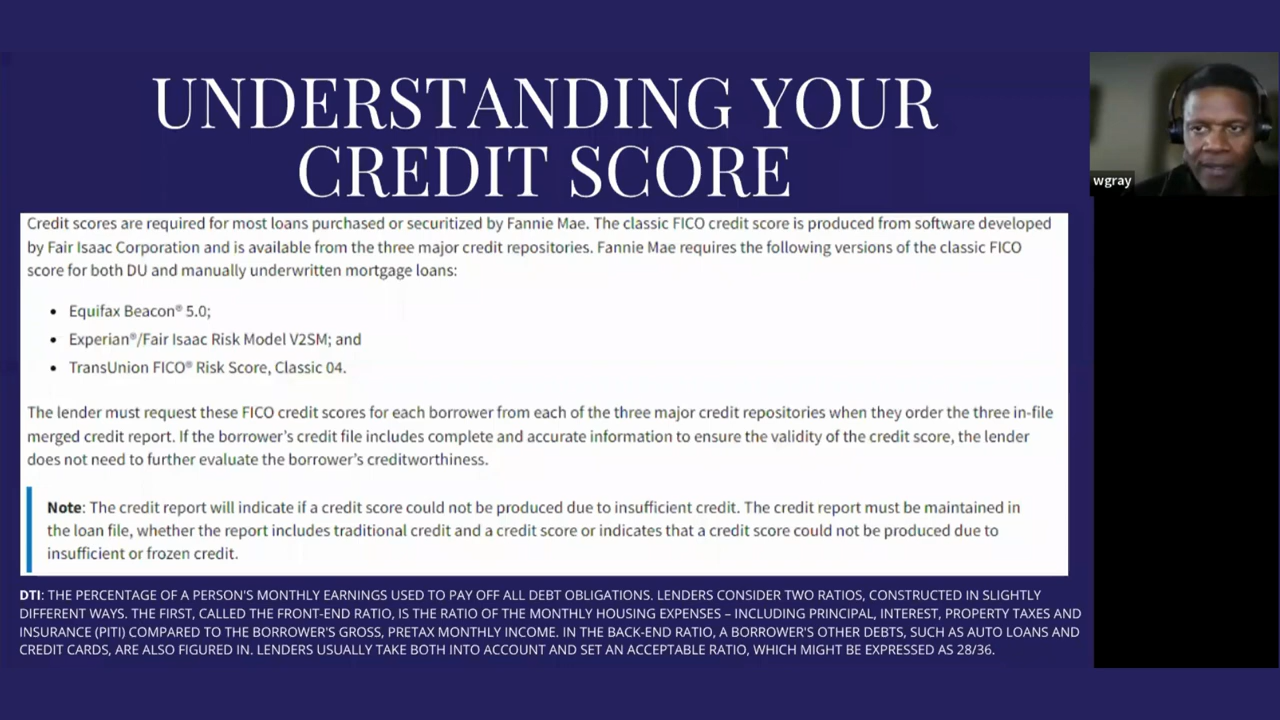 UNDERSTANDING YOUR
CREDIT SCORE
wgray
Credit scores are required for most loans purchased or securitized by Fannie Mae. The classic FICO credit score is produced from software developed
by Fair Isaac Corporation and is available from the three major credit repositories. Fannie Mae requires the following versions of the classic FICO
score for both DU and manually underwritten mortgage loans:
• Equifax Beacon® 5.0;
• Experian®/Fair Isaac Risk Model V2SM; and
• TransUnion FICO® Risk Score, Classic 04.
The lender must request these FICO credit scores for each borrower from each of the three major credit repositories when they order the three in-file
merged credit report. If the borrower's credit file includes complete and accurate information to ensure the validity of the credit score, the lender
does not need to further evaluate the borrower's creditworthiness.
Note: The credit report will indicate if a credit score could not be produced due to insufficient credit. The credit report must be maintained in
the loan file, whether the report includes traditional credit and a credit score or indicates that a credit score could not be produced due to
insufficient or frozen credit.
DTI: THE PERCENTAGE OF A PERSON'S MONTHLY EARNINGS USED TO PAY OFF ALL DEBT OBLIGATIONS. LENDERS CONSIDER TWO RATIOS, CONSTRUCTED IN SLIGHTLY
DIFFERENT WAYS. THE FIRST, CALLED THE FRONT-END RATIO, IS THE RATIO OF THE MONTHLY HOUSING EXPENSES – INCLUDING PRINCIPAL, INTEREST, PROPERTY TAXES AND
INSURANCE (PITI) COMPARED TO THE BORROWER'S GROSS, PRETAX MONTHLY INCOME. IN THE BACK-END RATIO, A BORROWER'S OTHER DEBTS, SUCH AS AUTO LOANS AND
CREDIT CARDS, ARE ALSO FIGURED IN. LENDERS USUALLY TAKE BOTH INTO ACCOUNT AND SET AN ACCEPTABLE RATIO, WHICH MIGHT BE EXPRESSED AS 28/36.